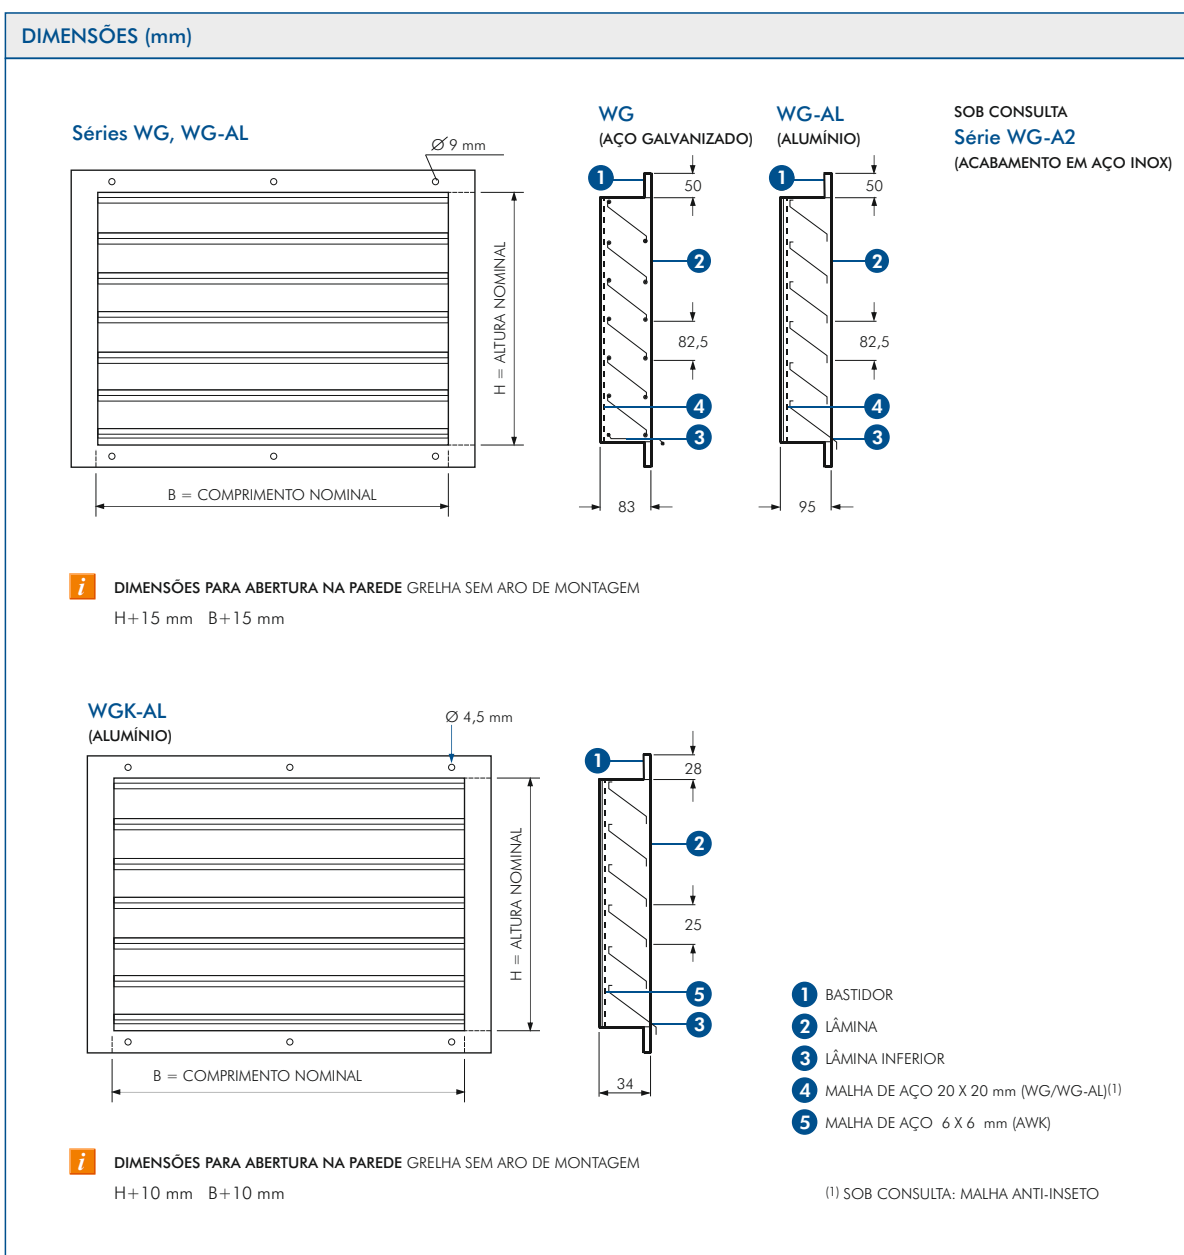 DIMENSÕES (mm)
Séries WG, WG-AL
Ø 9 mm
WG
(AÇO GALVANIZADO)
WG-AL
(ALUMÍNIO)
SOB CONSULTA
Série WG-A2
(ACABAMENTO EM AÇO INOX)
H = ALTURA NOMINAL
B = COMPRIMENTO NOMINAL
1
50
2
82,5
4
3
83
1
50
2
82,5
4
3
95
i DIMENSÕES PARA ABERTURA NA PAREDE GRELHA SEM ARO DE MONTAGEM
H+15 mm B+15 mm
WGK-AL
(ALUMÍNIO)
Ø 4,5 mm
H = ALTURA NOMINAL
B = COMPRIMENTO NOMINAL
1
28
2
25
5
3
34
1 BASTIDOR
2 LÂMINA
3 LÂMINA INFERIOR
4 MALHA DE AÇO 20 X 20 mm (WG/WG-AL)(1)
5 MALHA DE AÇO 6 X 6 mm (AWK)
i DIMENSÕES PARA ABERTURA NA PAREDE GRELHA SEM ARO DE MONTAGEM
H+10 mm B+10 mm
(1) SOB CONSULTA: MALHA ANTI-INSETO